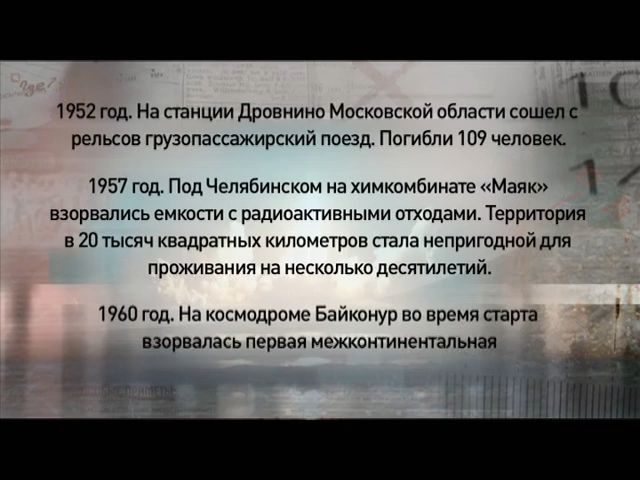 1952 год. На станции Дровнино Московской области сошел с
рельсов грузопассажирский поезд. Погибли 109 человек.
1957 год. Под Челябинском на химкомбинате «Маяк»
взорвались емкости с радиоактивными отходами. Территория
в 20 тысяч квадратных километров стала непригодной для
проживания на несколько десятилетий.
1960 год. На космодроме Байконур во время старта
взорвалась первая межконтинентальная